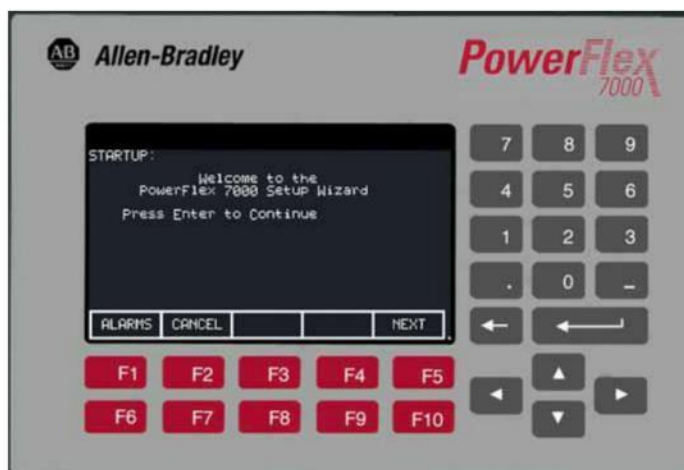 AB Allen-Bradley
PowerFlex
7000
STARTUP:
Welcome to the
PowerFlex 7000 Setup Wizard
Press Enter to Continue
ALARMS CANCEL NEXT
F1 F2 F3 F4 F5
F6 F7 F8 F9 F10
7 8 9
4 5 6
1 2 3
. 0 –